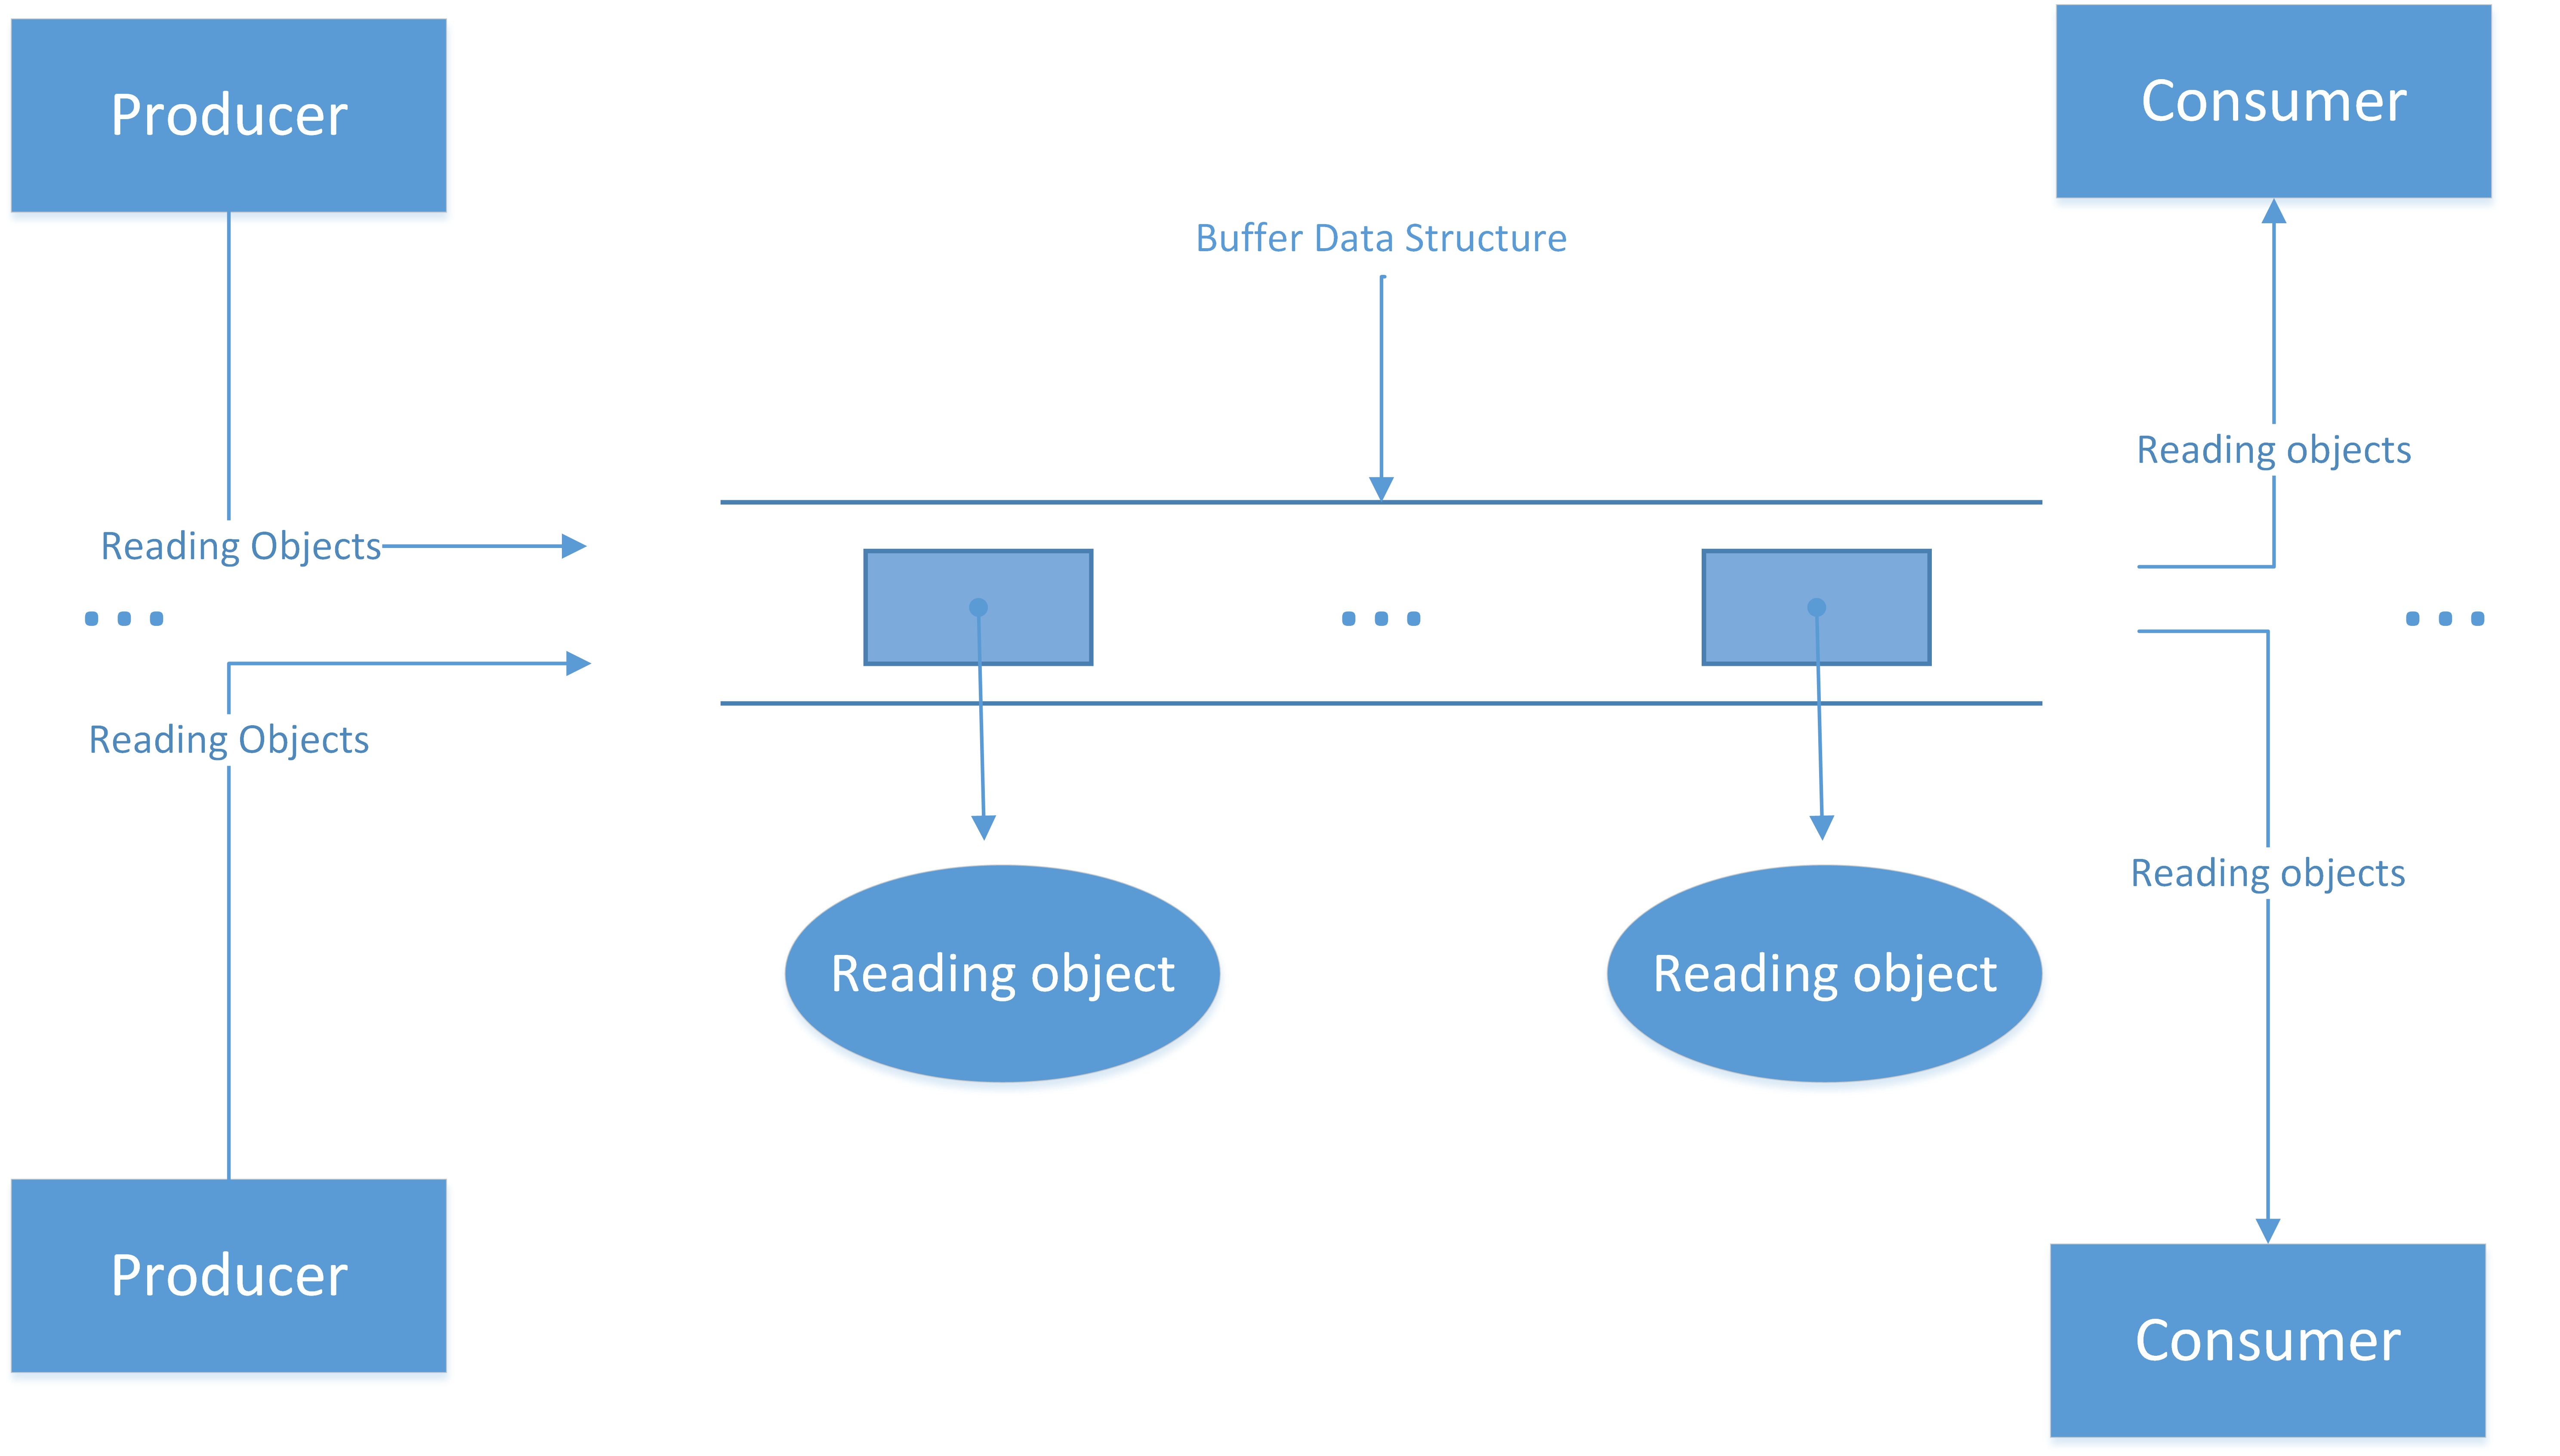 Producer
Consumer
Buffer Data Structure
Reading objects
Reading Objects
...
...
...
Reading Objects
Reading objects
Reading object
Reading object
Producer
Consumer